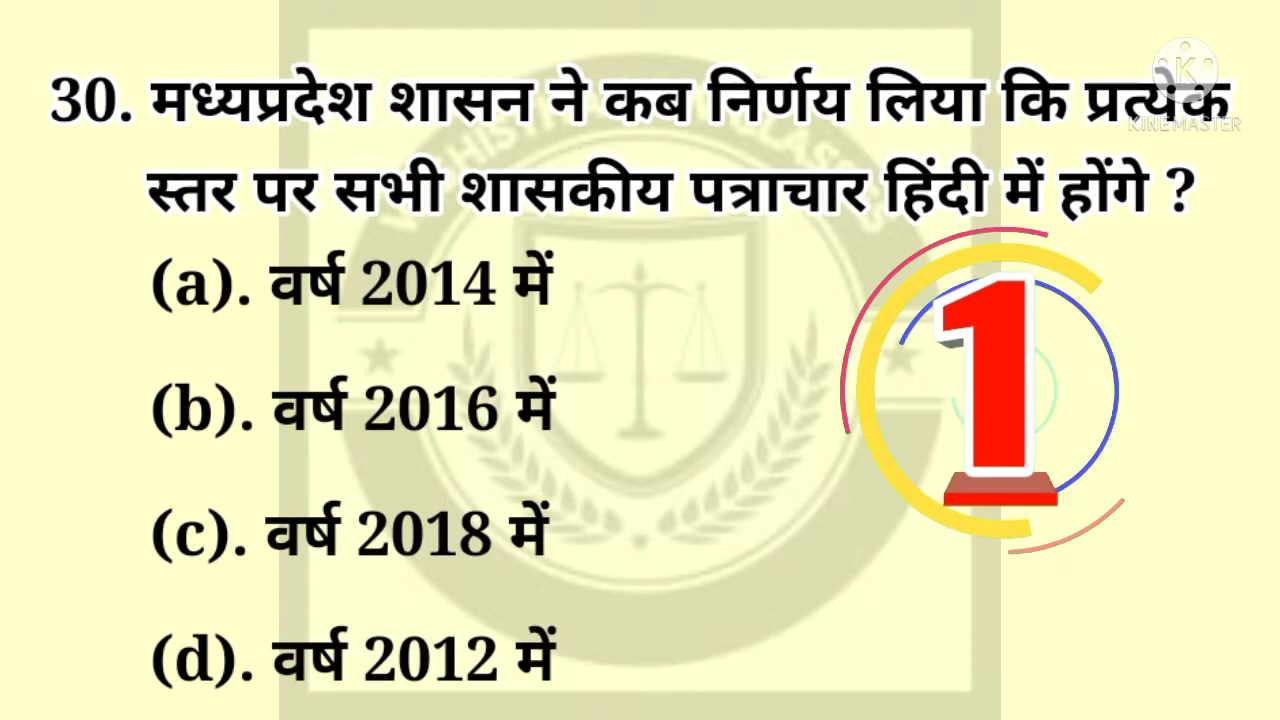 30. मध्यप्रदेश शासन ने कब निर्णय लिया कि प्रत्येक
स्तर पर सभी शासकीय पत्राचार हिंदी में होंगे ?
(a). वर्ष 2014 में
(b). वर्ष 2016 में
(c). वर्ष 2018 में
(d). वर्ष 2012 में
1
K
KINEMASTER